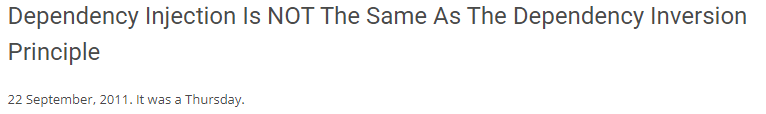 Dependency Injection Is NOT The Same As The Dependency Inversion
Principle
22 September, 2011. It was a Thursday.